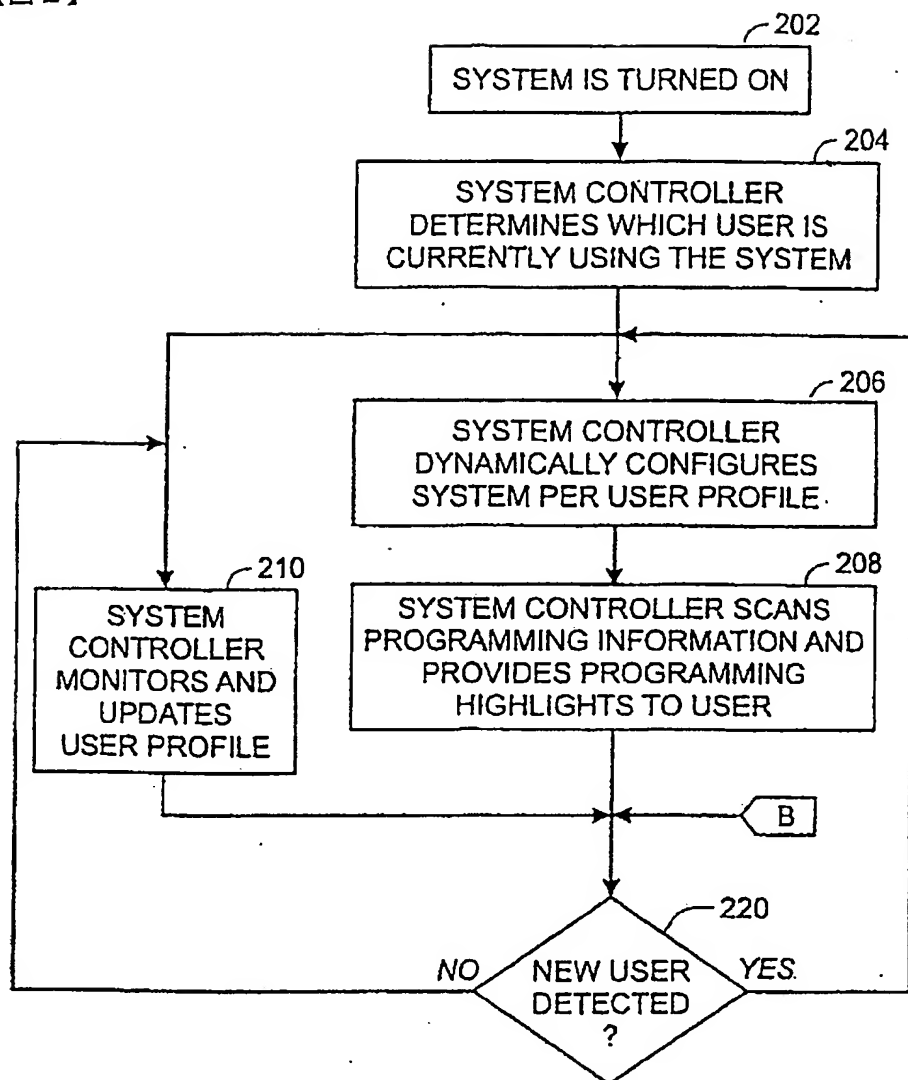 202
SYSTEM IS TURNED ON
204
SYSTEM CONTROLLER
DETERMINES WHICH USER IS
CURRENTLY USING THE SYSTEM
206
SYSTEM CONTROLLER
DYNAMICALLY CONFIGURES
SYSTEM PER USER PROFILE
210
SYSTEM
CONTROLLER
MONITORS AND
UPDATES
USER PROFILE
208
SYSTEM CONTROLLER SCANS
PROGRAMMING INFORMATION AND
PROVIDES PROGRAMMING
HIGHLIGHTS TO USER
B
220
NO
NEW USER
DETECTED
?
YES